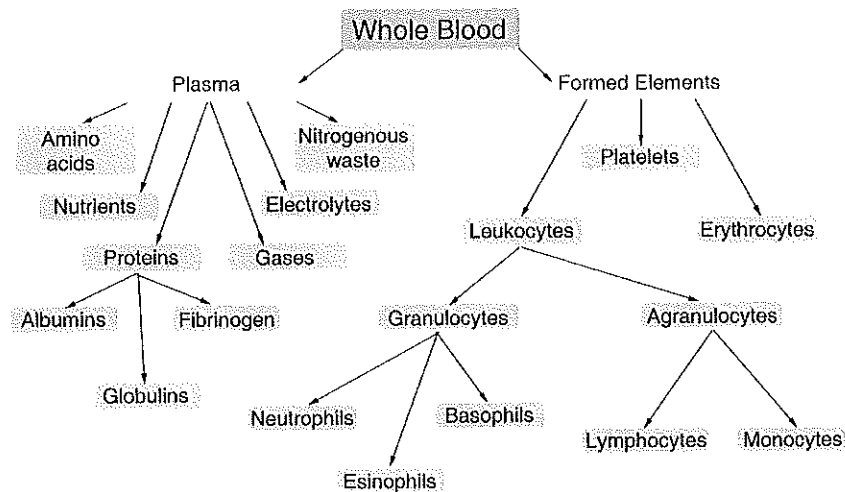 Whole Blood
Plasma
Formed Elements
Amino
acids
Nitrogenous
waste
Platelets
Nutrients
Electrolytes
Leukocytes
Erythrocytes
Proteins
Gases
Albumins
Fibrinogen
Granulocytes
Agranulocytes
Globulins
Neutrophils
Basophils
Lymphocytes
Monocytes
Esinophils